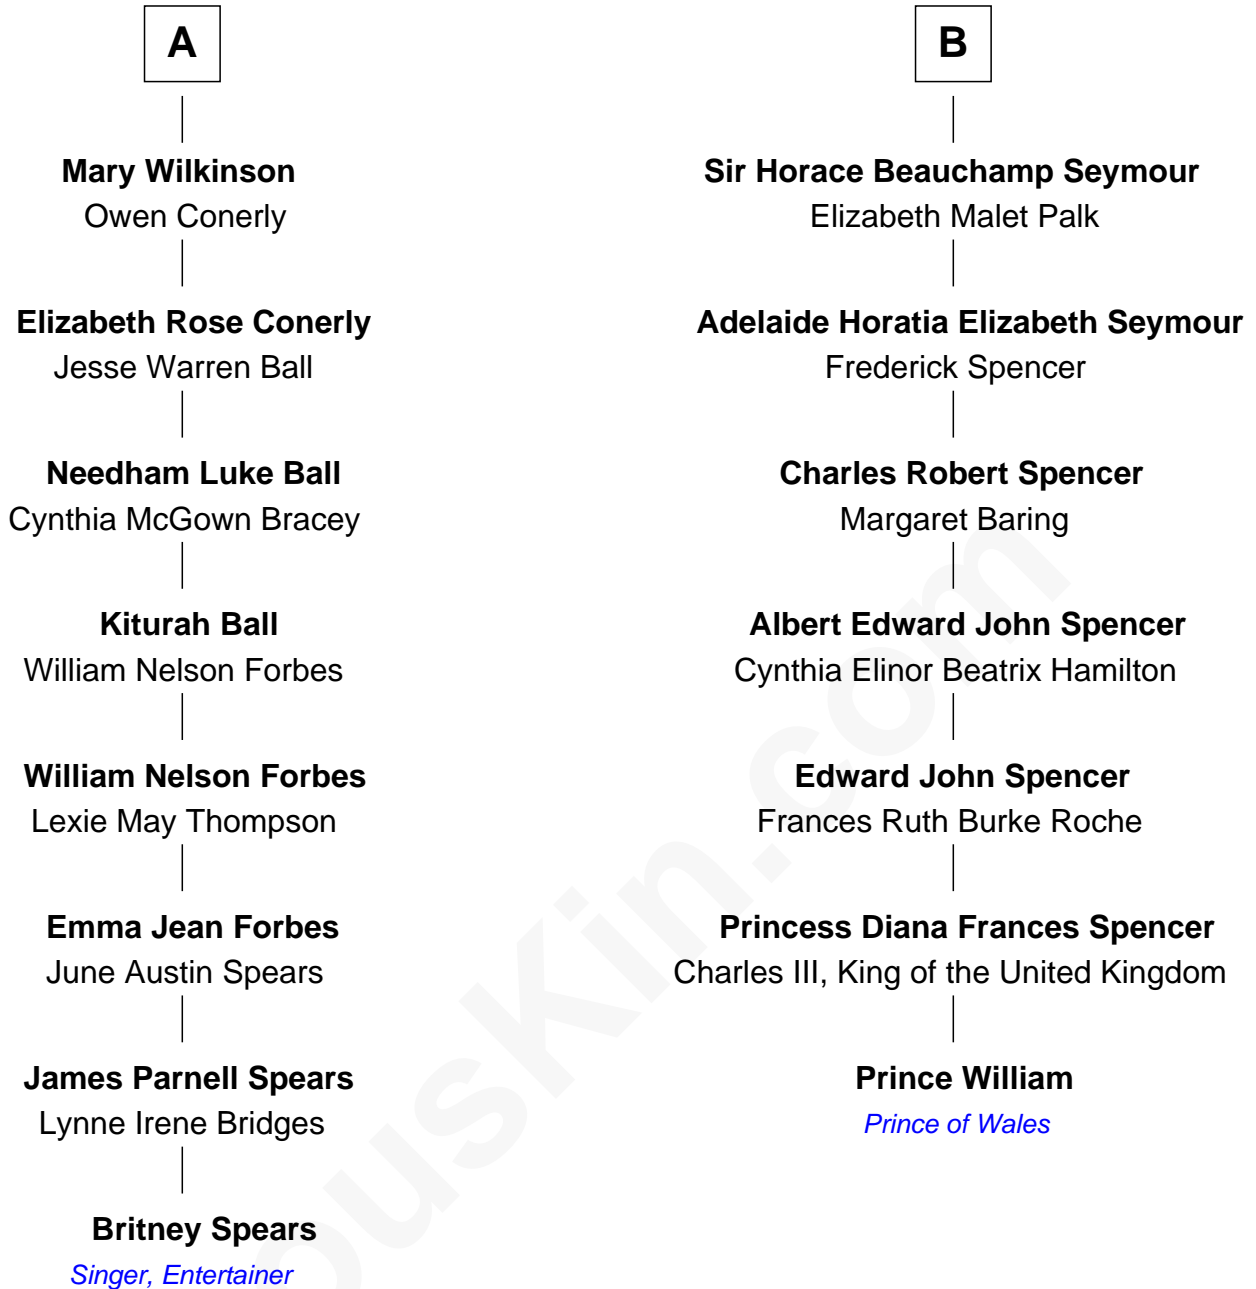 A
Mary Wilkinson
Owen Conerly
Elizabeth Rose Conerly
Jesse Warren Ball
Needham Luke Ball
Cynthia McGown Bracey
Kiturah Ball
William Nelson Forbes
William Nelson Forbes
Lexie May Thompson
Emma Jean Forbes
June Austin Spears
James Parnell Spears
Lynne Irene Bridges
Britney Spears
Singer, Entertainer
B
Sir Horace Beauchamp Seymour
Elizabeth Malet Palk
Adelaide Horatia Elizabeth Seymour
Frederick Spencer
Charles Robert Spencer
Margaret Baring
Albert Edward John Spencer
Cynthia Elinor Beatrix Hamilton
Edward John Spencer
Frances Ruth Burke Roche
Princess Diana Frances Spencer
Charles III, King of the United Kingdom
Prince William
Prince of Wales
ousKin.com